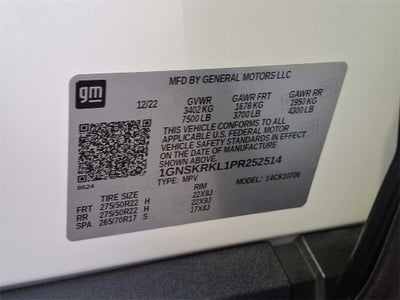 gm
MFD BY GENERAL MOTORS LLC
12/22 GVWR GAWR FRT GAWR RR
3402 KG 1678 KG 1950 KG
7500 LB 3700 LB 4300 LB
THIS VEHICLE CONFORMS TO ALL
APPLICABLE U.S. FEDERAL MOTOR
VEHICLE SAFETY STANDARDS IN EFFECT
ON THE DATE OF MANUFACTURE
SHOWN ABOVE.
1GNSKRKL1PR252514
TYPE: MPV MODEL: 14CK10706
8624
TIRE SIZE RIM
FRT 275/50R22 H 22X9J
RR 275/50R22 H 22X9J
SPA 265/70R17 S 17X8J